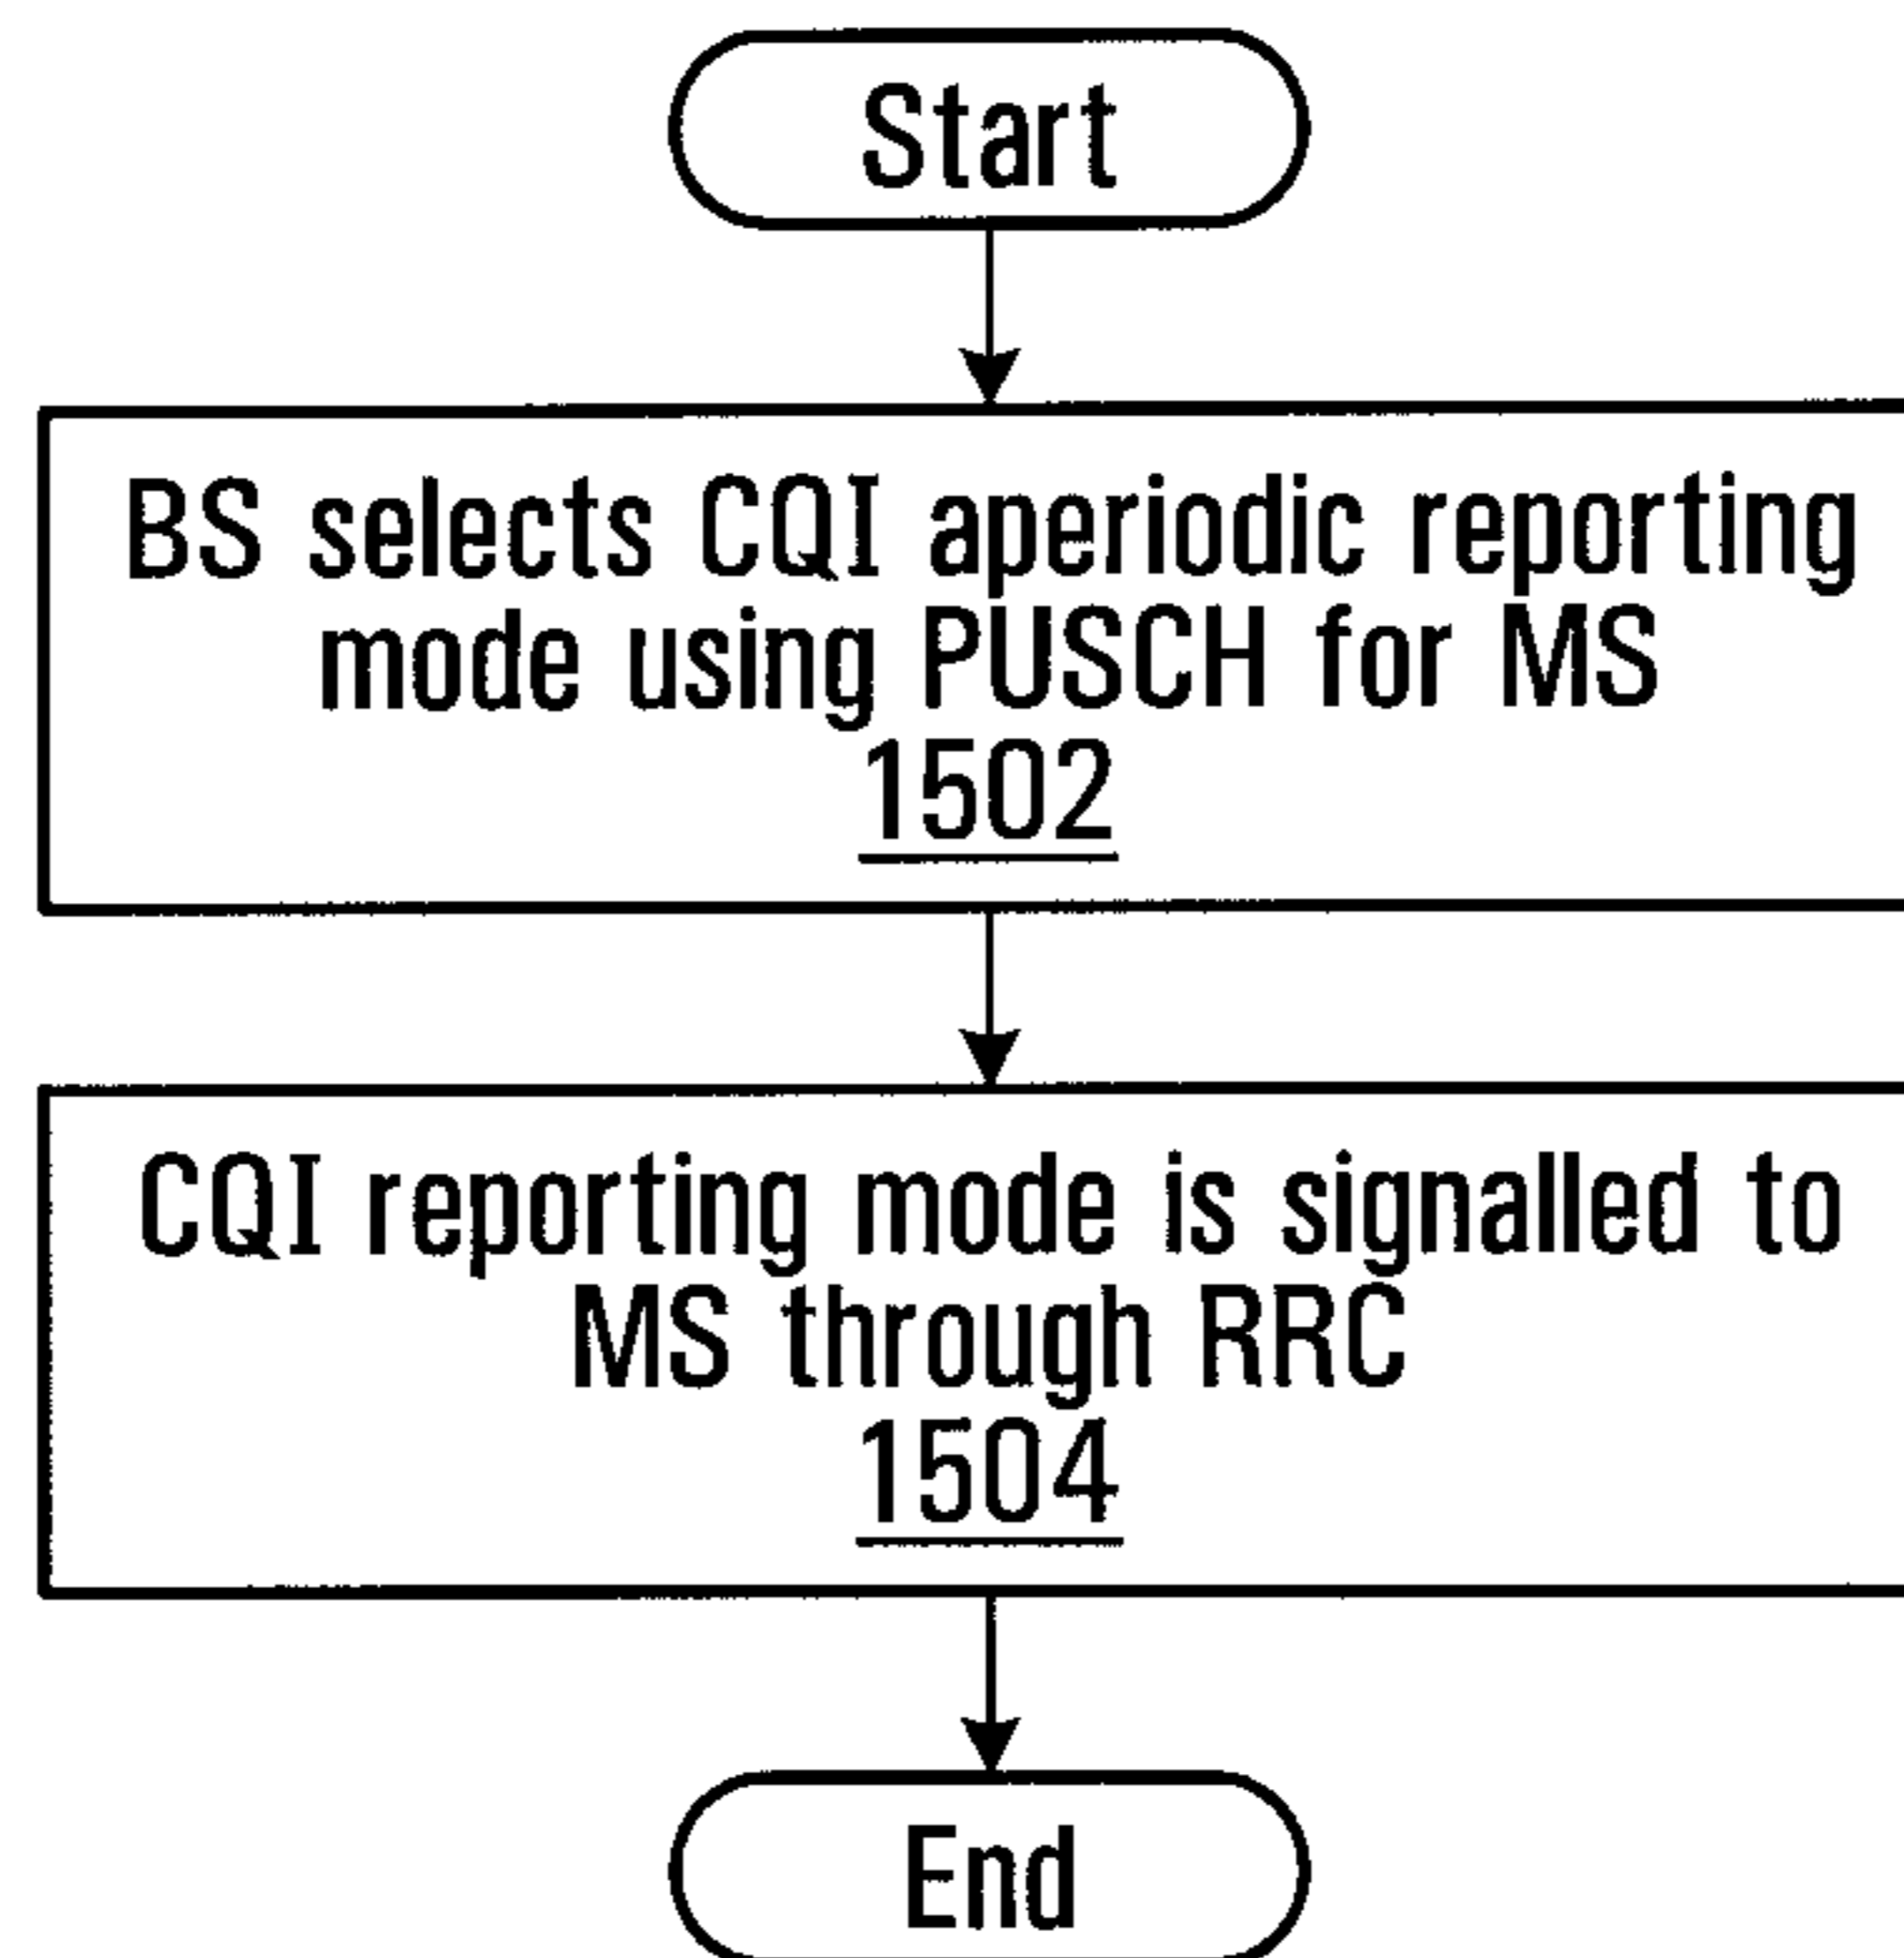 Start
BS selects CQI aperiodic reporting
mode using PUSCH for MS
1502
CQI reporting mode is signalled to
MS through RRC
1504
End